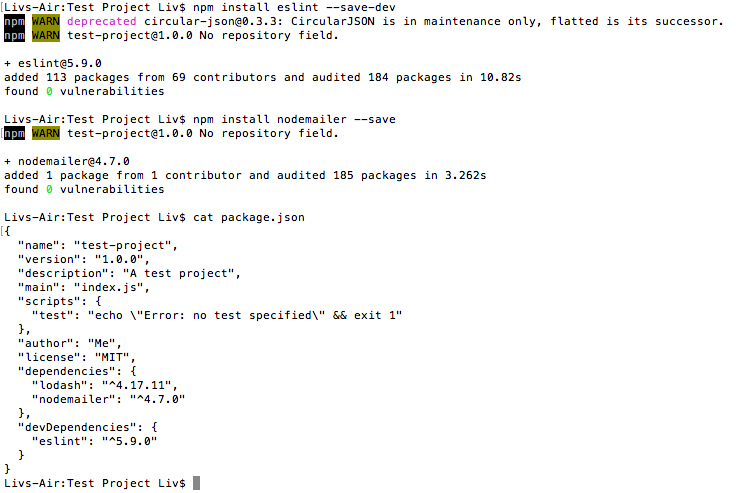 Livs-Air:Test Project Liv$ npm install eslint --save-dev
npm WARN deprecated circular-json@0.3.3: CircularJSON is in maintenance only, flatted is its successor.
npm WARN test-project@1.0.0 No repository field.

+ eslint@5.9.0
added 113 packages from 69 contributors and audited 184 packages in 10.82s
found 0 vulnerabilities

Livs-Air:Test Project Liv$ npm install nodemailer --save
npm WARN test-project@1.0.0 No repository field.

+ nodemailer@4.7.0
added 1 package from 1 contributor and audited 185 packages in 3.262s
found 0 vulnerabilities

Livs-Air:Test Project Liv$ cat package.json
{
  "name": "test-project",
  "version": "1.0.0",
  "description": "A test project",
  "main": "index.js",
  "scripts": {
    "test": "echo \"Error: no test specified\" && exit 1"
  },
  "author": "Me",
  "license": "MIT",
  "dependencies": {
    "lodash": "^4.17.11",
    "nodemailer": "^4.7.0"
  },
  "devDependencies": {
    "eslint": "^5.9.0"
  }
}
Livs-Air:Test Project Liv$